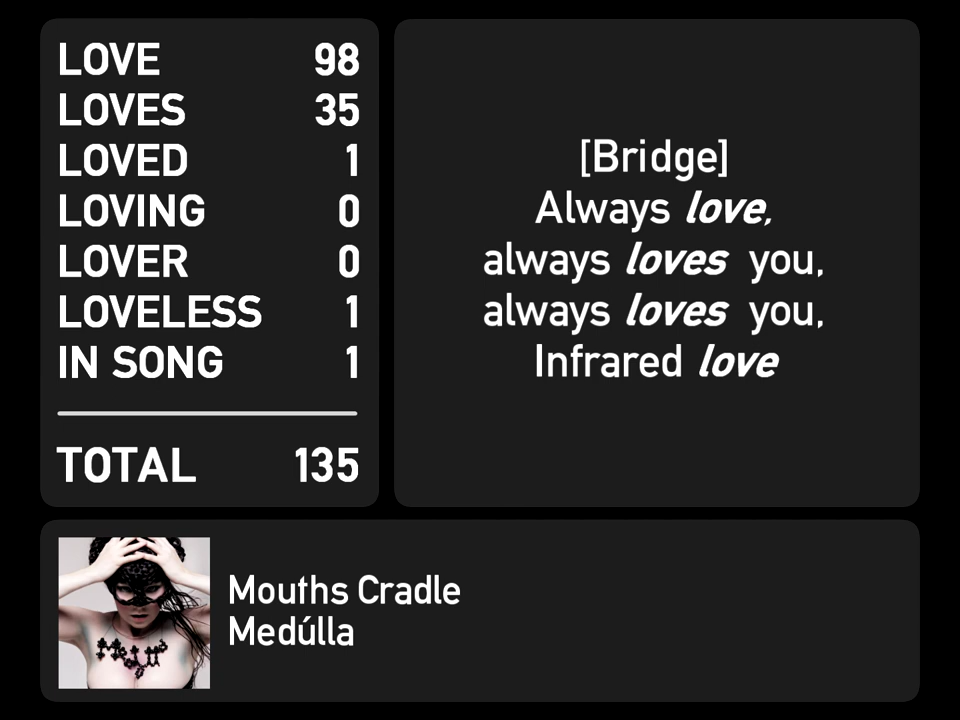 LOVE 98
LOVES 35
LOVED 1
LOVING 0
LOVER 0
LOVELESS 1
IN SONG 1
TOTAL 135
[Bridge]
Always love,
always loves you,
always loves you,
Infrared love
Mouths Cradle
Medúlla